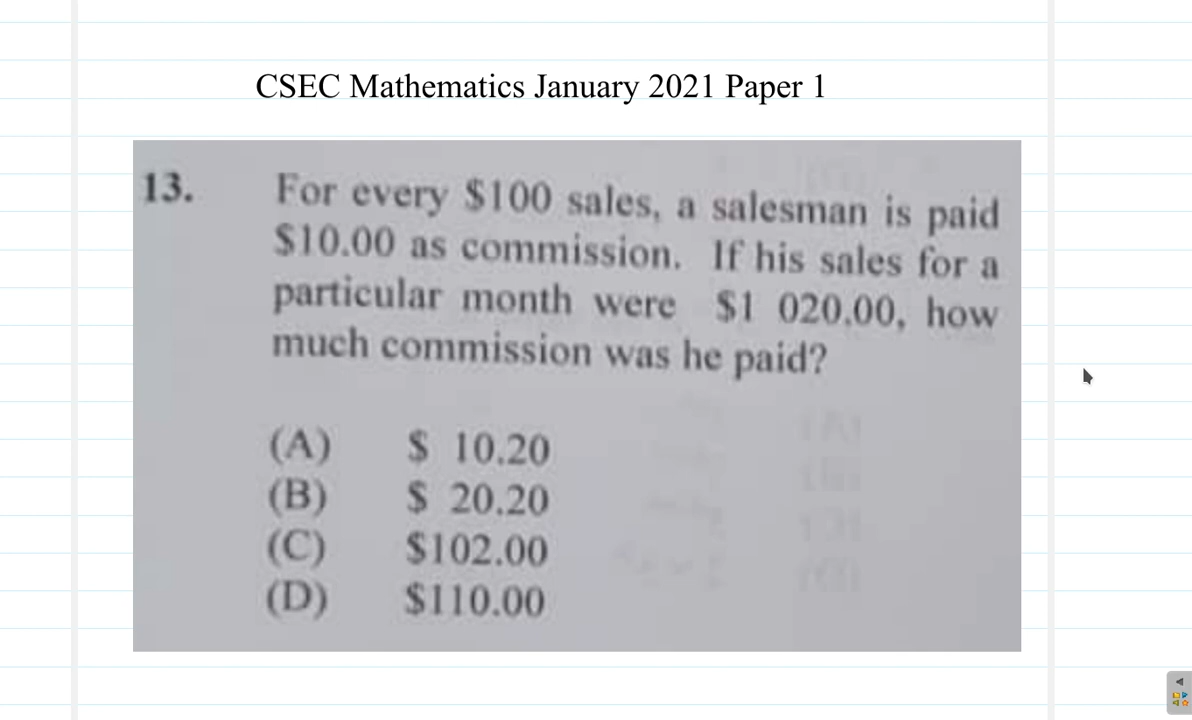 CSEC Mathematics January 2021 Paper 1
13. For every $100 sales, a salesman is paid
$10.00 as commission. If his sales for a
particular month were $1 020.00, how
much commission was he paid?
(A) $ 10.20
(B) $ 20.20
(C) $102.00
(D) $110.00